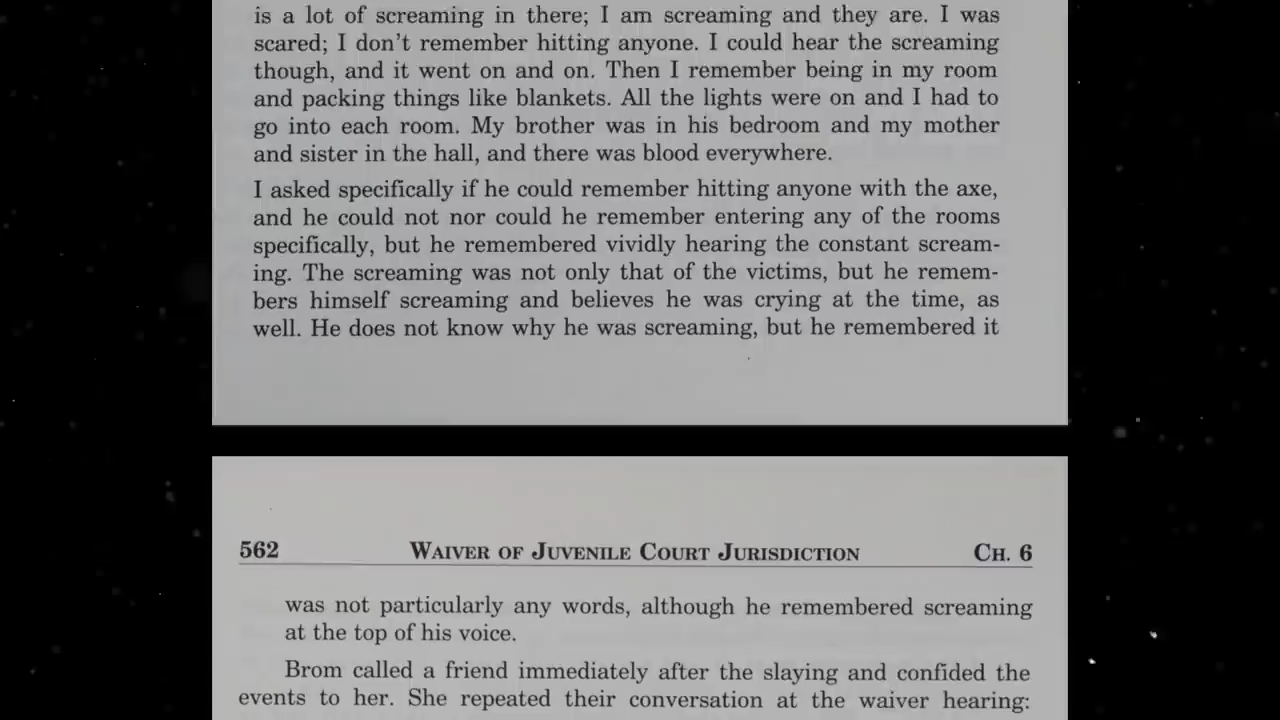 is a lot of screaming in there; I am screaming and they are. I was
scared; I don't remember hitting anyone. I could hear the screaming
though, and it went on and on. Then I remember being in my room
and packing things like blankets. All the lights were on and I had to
go into each room. My brother was in his bedroom and my mother
and sister in the hall, and there was blood everywhere.
I asked specifically if he could remember hitting anyone with the axe,
and he could not nor could he remember entering any of the rooms
specifically, but he remembered vividly hearing the constant scream-
ing. The screaming was not only that of the victims, but he remem-
bers himself screaming and believes he was crying at the time, as
well. He does not know why he was screaming, but he remembered it
562 WAIVER OF JUVENILE COURT JURISDICTION CH. 6
was not particularly any words, although he remembered screaming
at the top of his voice.
Brom called a friend immediately after the slaying and confided the
events to her. She repeated their conversation at the waiver hearing: